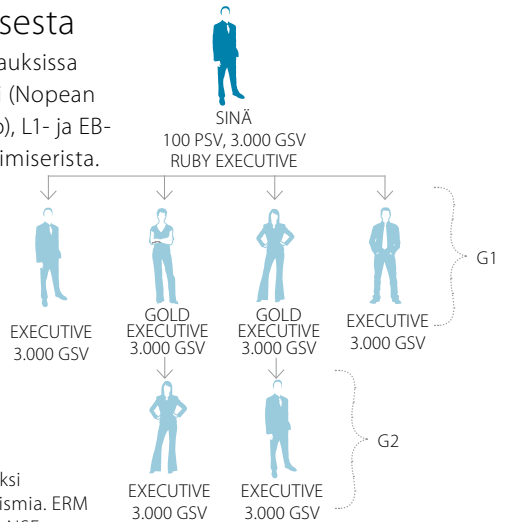 sesta
auksissa
i (Nopean
o), L1- ja EB-
imiserista.
SINÄ
100 PSV, 3.000 GSV
RUBY EXECUTIVE
G1
EXECUTIVE
3.000 GSV
GOLD
EXECUTIVE
3.000 GSV
GOLD
EXECUTIVE
3.000 GSV
EXECUTIVE
3.000 GSV
G2
EXECUTIVE
3.000 GSV
EXECUTIVE
3.000 GSV
ksi
ismia. ERM